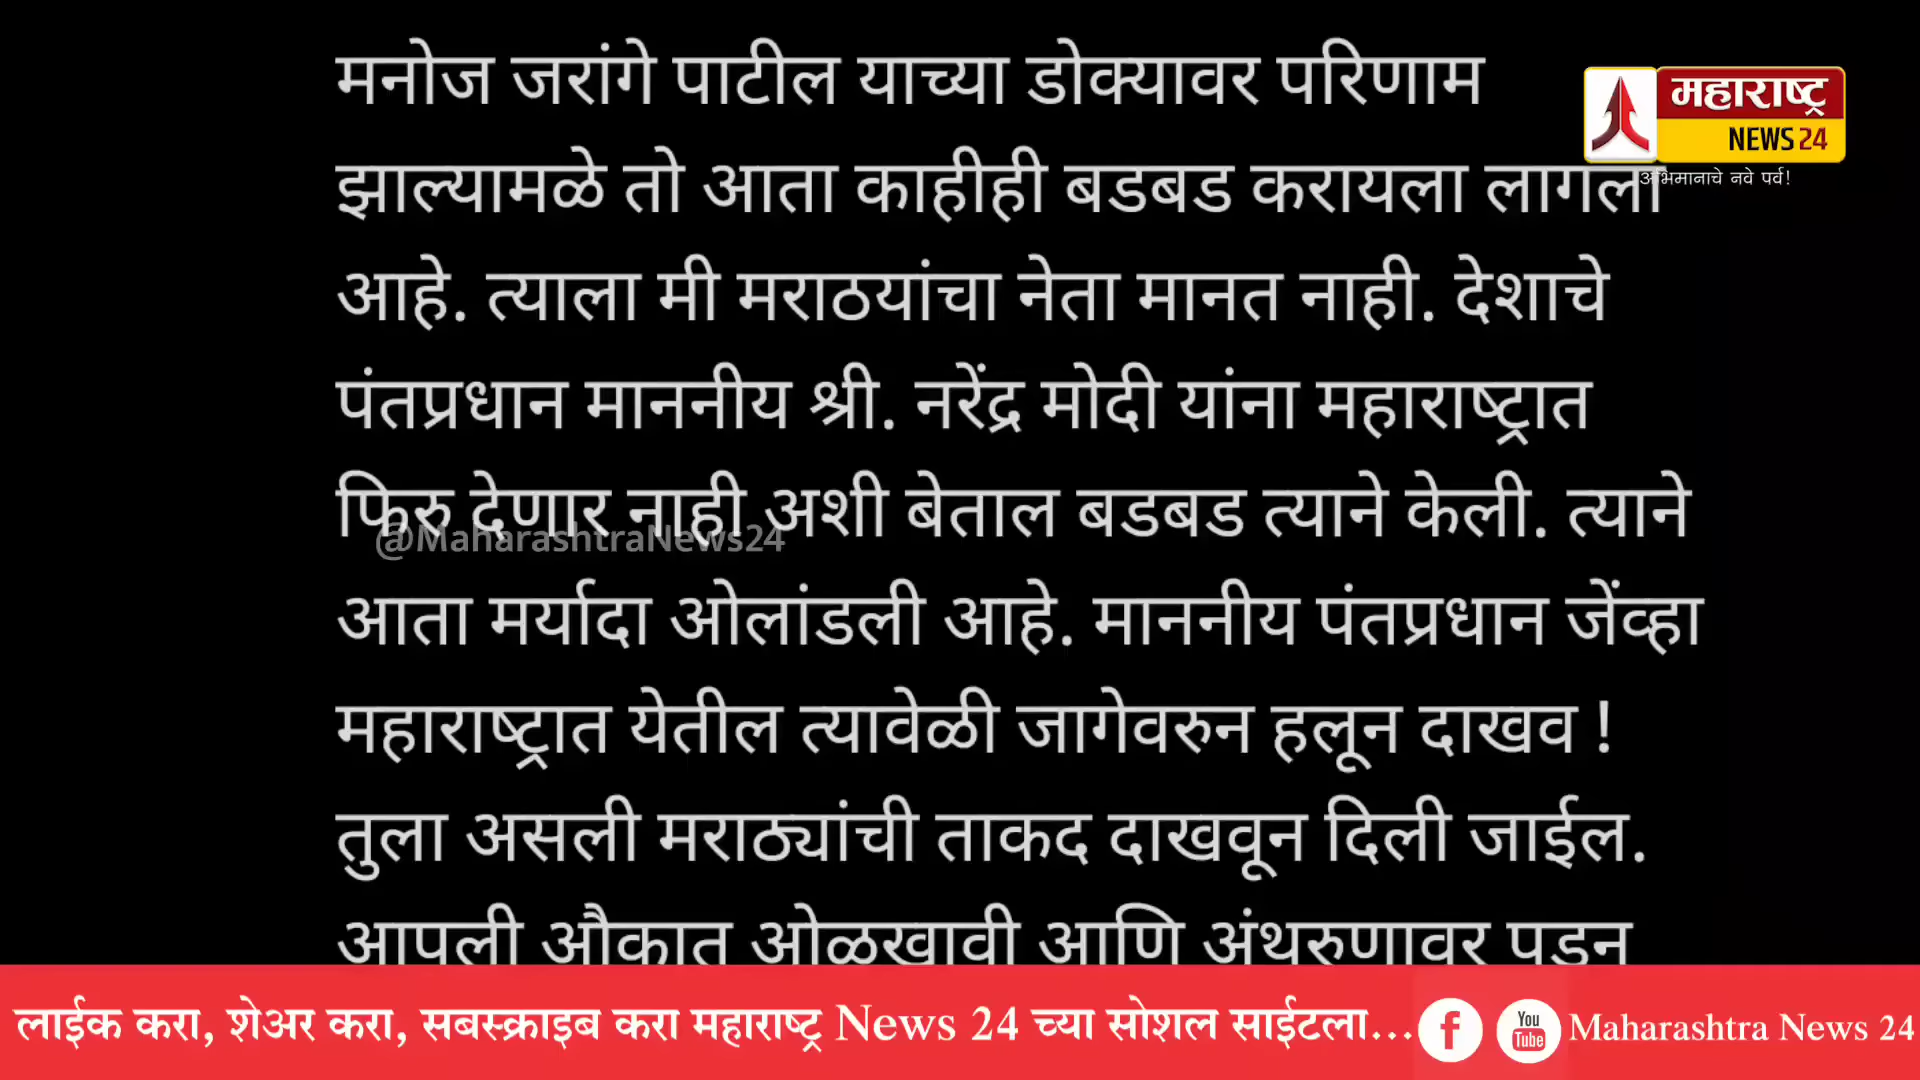 मनोज जरांगे पाटील याच्या डोक्यावर परिणाम
झाल्यामळे तो आता काहीही बडबड करायला लागला
आहे. त्याला मी मराठयांचा नेता मानत नाही. देशाचे
पंतप्रधान माननीय श्री. नरेंद्र मोदी यांना महाराष्ट्रात
फिरु देणार नाही अशी बेताल बडबड त्याने केली. त्याने
आता मर्यादा ओलांडली आहे. माननीय पंतप्रधान जेंव्हा
महाराष्ट्रात येतील त्यावेळी जागेवरुन हलून दाखव !
तुला असली मराठ्यांची ताकद दाखवून दिली जाईल.
आपली औकात ओळखावी आणि अंथरुणावर
महाराष्ट्र
NEWS 24
अभिमानाचे नवे पर्व!
@MaharashtraNews24
लाईक करा, शेअर करा, सबस्क्राइब करा महाराष्ट्र News 24 च्या सोशल साईटला... f You Tube Maharashtra News 24